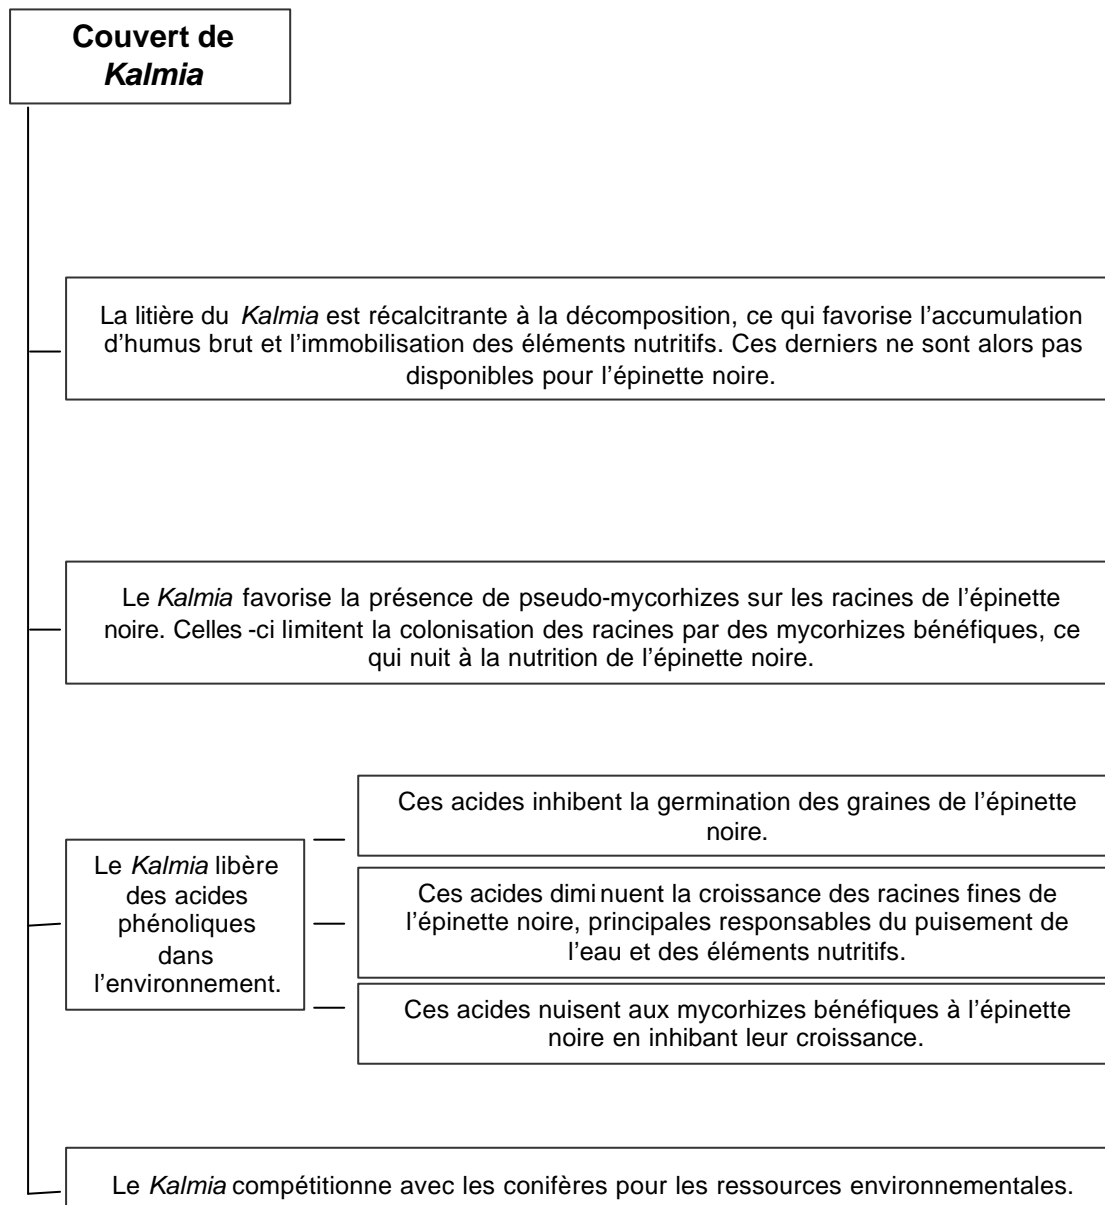 Couvert de
Kalmia
La litière du Kalmia est récalcitrante à la décomposition, ce qui favorise l’accumulation
d’humus brut et l’immobilisation des éléments nutritifs. Ces derniers ne sont alors pas
disponibles pour l’épinette noire.
Le Kalmia favorise la présence de pseudo-mycorhizes sur les racines de l’épinette
noire. Celles -ci limitent la colonisation des racines par des mycorhizes bénéfiques, ce
qui nuit à la nutrition de l’épinette noire.
Le Kalmia libère
des acides
phénoliques
dans
l’environnement.
Ces acides inhibent la germination des graines de l’épinette
noire.
Ces acides dimi nuent la croissance des racines fines de
l’épinette noire, principales responsables du puisement de
l’eau et des éléments nutritifs.
Ces acides nuisent aux mycorhizes bénéfiques à l’épinette
noire en inhibant leur croissance.
Le Kalmia compétitionne avec les conifères pour les ressources environnementales.